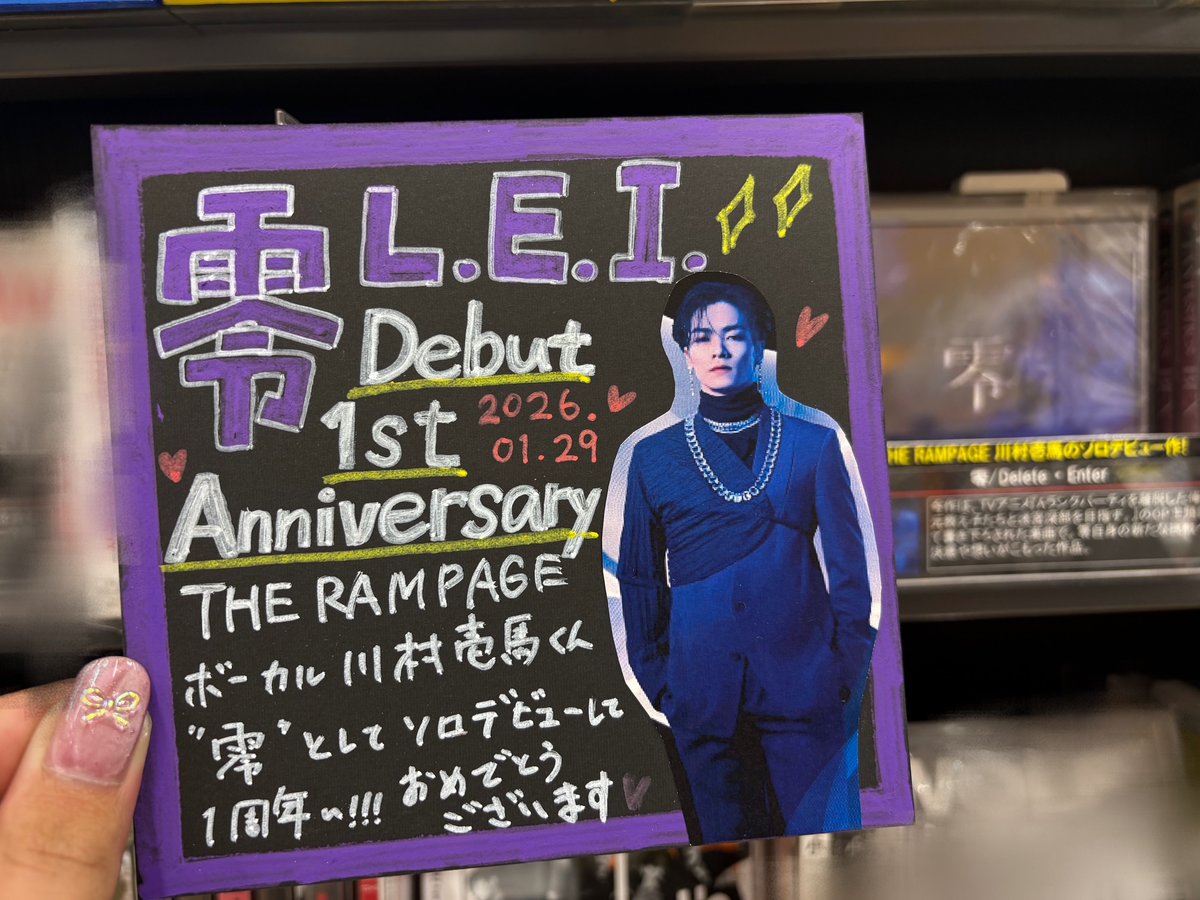 零 L.E.I.
Debut
1st
2026.
01.29
Anniversary
THE RAMPAGE
ボーカル 川村壱馬くん
"零"としてソロデビューして
1周年〜!!! おめでとう
ございます
零
THE RAMPAGE 川村壱馬のソロデビュー作!
零/Delete・Enter